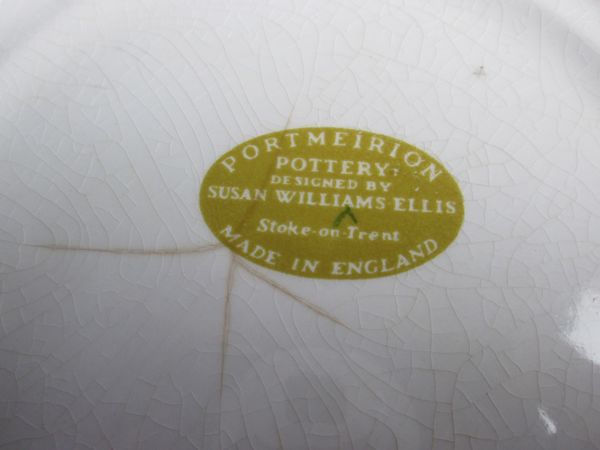 PORTMEIRION
POTTERY
DESIGNED BY
SUSAN WILLIAMS-ELLIS
Stoke-on-Trent
MADE IN ENGLAND